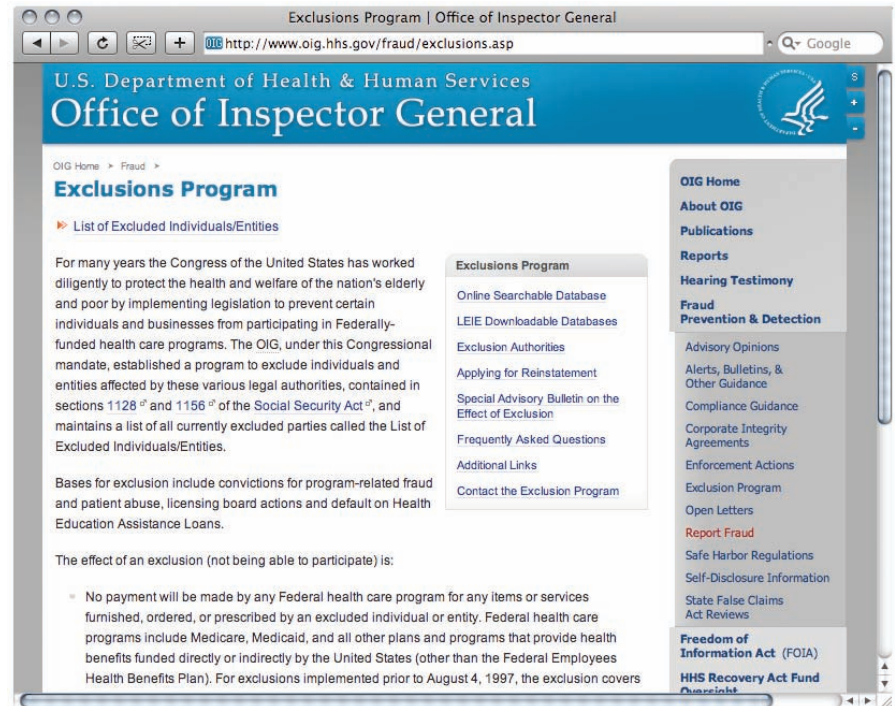 Exclusions Program | Office of Inspector General
OIG http://www.oig.hhs.gov/fraud/exclusions.asp
Google
U.S. Department of Health & Human Services
Office of Inspector General
S
+
-
OIG Home > Fraud >
Exclusions Program
List of Excluded Individuals/Entities
For many years the Congress of the United States has worked
diligently to protect the health and welfare of the nation's elderly
and poor by implementing legislation to prevent certain
individuals and businesses from participating in Federally-
funded health care programs. The OIG, under this Congressional
mandate, established a program to exclude individuals and
entities affected by these various legal authorities, contained in
sections 1128 and 1156 of the Social Security Act, and
maintains a list of all currently excluded parties called the List of
Excluded Individuals/Entities.
Bases for exclusion include convictions for program-related fraud
and patient abuse, licensing board actions and default on Health
Education Assistance Loans.
The effect of an exclusion (not being able to participate) is:
No payment will be made by any Federal health care program for any items or services
furnished, ordered, or prescribed by an excluded individual or entity. Federal health care
programs include Medicare, Medicaid, and all other plans and programs that provide health
benefits funded directly or indirectly by the United States (other than the Federal Employees
Health Benefits Plan). For exclusions implemented prior to August 4, 1997, the exclusion covers
Exclusions Program
Online Searchable Database
LEIE Downloadable Databases
Exclusion Authorities
Applying for Reinstatement
Special Advisory Bulletin on the
Effect of Exclusion
Frequently Asked Questions
Additional Links
Contact the Exclusion Program
OIG Home
About OIG
Publications
Reports
Hearing Testimony
Fraud
Prevention & Detection
Advisory Opinions
Alerts, Bulletins, &
Other Guidance
Compliance Guidance
Corporate Integrity
Agreements
Enforcement Actions
Exclusion Program
Open Letters
Report Fraud
Safe Harbor Regulations
Self-Disclosure Information
State False Claims
Act Reviews
Freedom of
Information Act (FOIA)
HHS Recovery Act Fund
Oversight